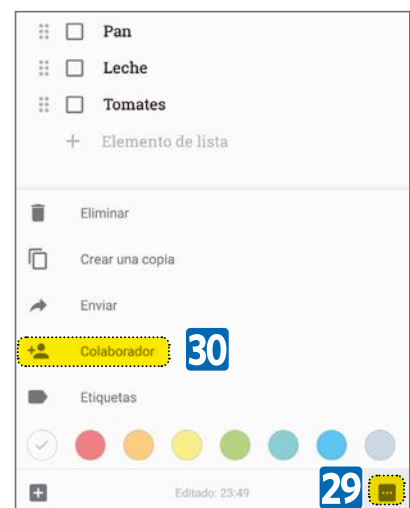 Pan
Leche
Tomates
+ Elemento de lista
Eliminar
Crear una copia
Enviar
Colaborador 30
Etiquetas
Editado: 23:49 29